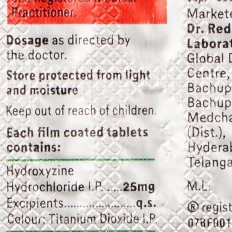 Practitioner.
Dosage as directed by
the doctor.
Store protected from light
and moisture
Keep out of reach of children.
Each film coated tablets
contains:
Hydroxyzine
Hydrochloride I.P.....25mg
Excipients..................q.s.
Colour: Titanium Dioxide I.P.
Markete
Dr. Red
Laborat
Global D
Centre,
Bachup
Bachup
Medcha
(Dist.),
Hyderab
Telanga
M.L.
® regist